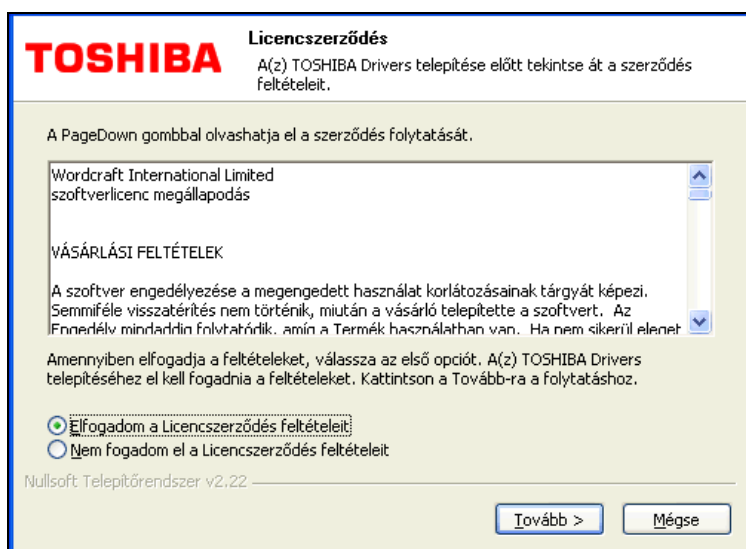 TOSHIBA
Licencszerződés
A(z) TOSHIBA Drivers telepítése előtt tekintse át a szerződés
feltételeit.
A PageDown gombbal olvashatja el a szerződés folytatását.
Wordcraft International Limited
szoftverlicenc megállapodás
VÁSÁRLÁSI FELTÉTELEK
A szoftver engedélyezése a megengedett használat korlátozásainak tárgyát képezi.
Semmiféle visszatérítés nem történik, miután a vásárló telepítette a szoftvert. Az
Engedély mindaddig folytatódik, amíg a Termék használatban van. Ha nem sikerül eleget
Amennyiben elfogadja a feltételeket, válassza az első opciót. A(z) TOSHIBA Drivers
telepítéséhez el kell fogadnia a feltételeket. Kattintson a Tovább-ra a folytatáshoz.
Elfogadom a Licencszerződés feltételeit
Nem fogadom el a Licencszerződés feltételeit
Nullsoft Telepítőrendszer v2.22
Tovább >
Mégse